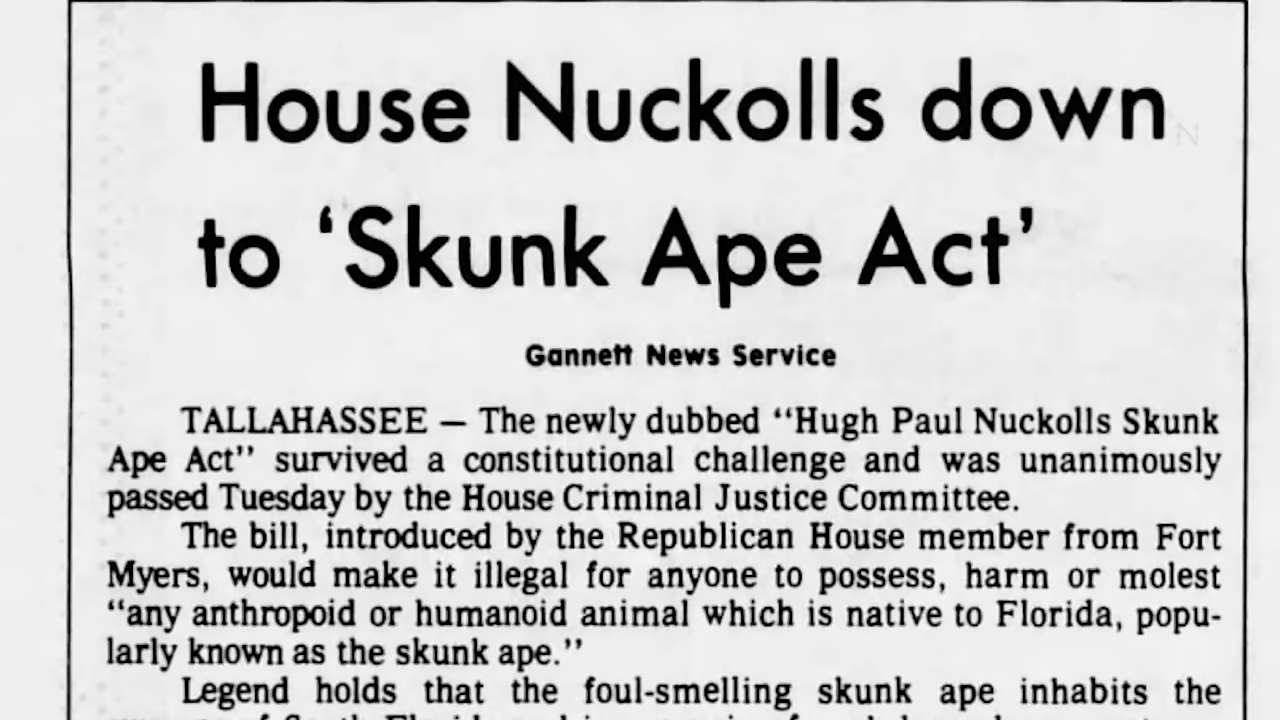 House Nuckolls down
to ‘Skunk Ape Act’
Gannett News Service
TALLAHASSEE — The newly dubbed “Hugh Paul Nuckolls Skunk
Ape Act” survived a constitutional challenge and was unanimously
passed Tuesday by the House Criminal Justice Committee.
The bill, introduced by the Republican House member from Fort
Myers, would make it illegal for anyone to possess, harm or molest
“any anthropoid or humanoid animal which is native to Florida, popu-
larly known as the skunk ape.”
Legend holds that the foul-smelling skunk ape inhabits the